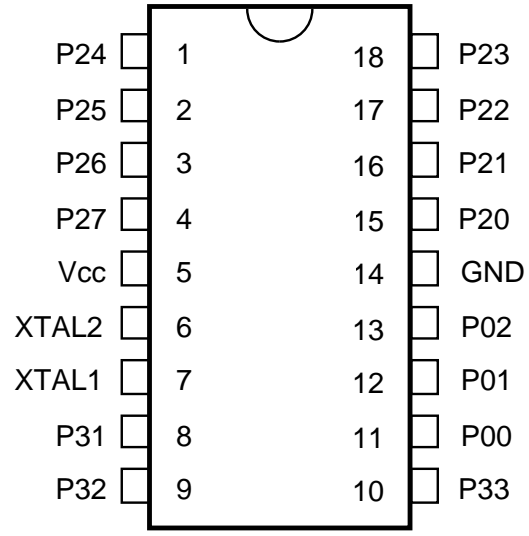 P24 1 18 P23
P25 2 17 P22
P26 3 16 P21
P27 4 15 P20
Vcc 5 14 GND
XTAL2 6 13 P02
XTAL1 7 12 P01
P31 8 11 P00
P32 9 10 P33